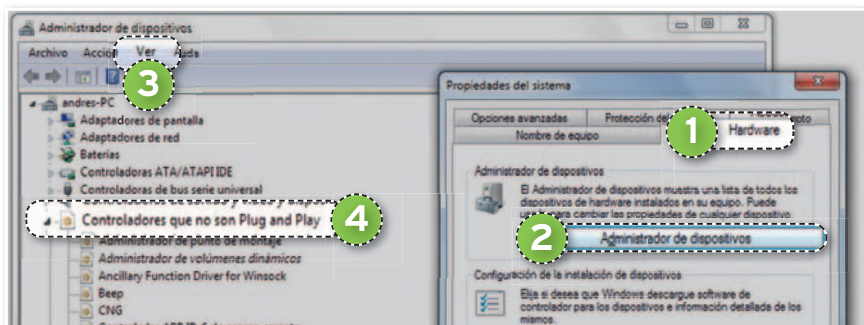 Administrador de dispositivos
Archivo Acción Ver Ayuda
3
andres-PC
Adaptadores de pantalla
Adaptadores de red
Baterías
Controladoras ATA/ATAPI IDE
Controladoras de bus serie universal
Controladores que no son Plug and Play
4
Administrador de punto de montaje
Administrador de volúmenes dinámicos
Ancillary Function Driver for Winsock
Beep
CNG
Propiedades del sistema
Opciones avanzadas Protección del
Nombre de equipo
1
Hardware
Administrador de dispositivos
El Administrador de dispositivos muestra una lista de todos los
dispositivos de hardware instalados en su equipo. Puede
para cambiar las propiedades de cualquier dispositivo.
2
Administrador de dispositivos
Configuración de la instalación de dispositivos
Elija si desea que Windows descargue software de
controlador para los dispositivos e información detallada de los
mismos.